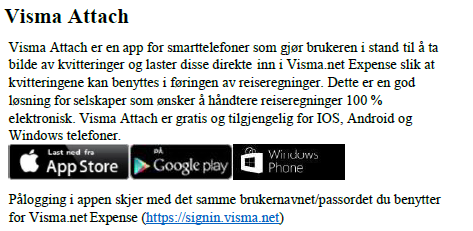 Visma Attach
Visma Attach er en app for smarttelefoner som gjør brukeren i stand til å ta
bilde av kvitteringer og laster disse direkte inn i Visma.net Expense slik at
kvitteringene kan benyttes i føringen av reiseregninger. Dette er en god
løsning for selskaper som ønsker å håndtere reiseregninger 100 %
elektronisk. Visma Attach er gratis og tilgjengelig for IOS, Android og
Windows telefoner.
Last ned fra
App Store
PÅ
Google play
Windows
Phone
Pålogging i appen skjer med det samme brukernavnet/passordet du benytter
for Visma.net Expense (https://signin.visma.net)